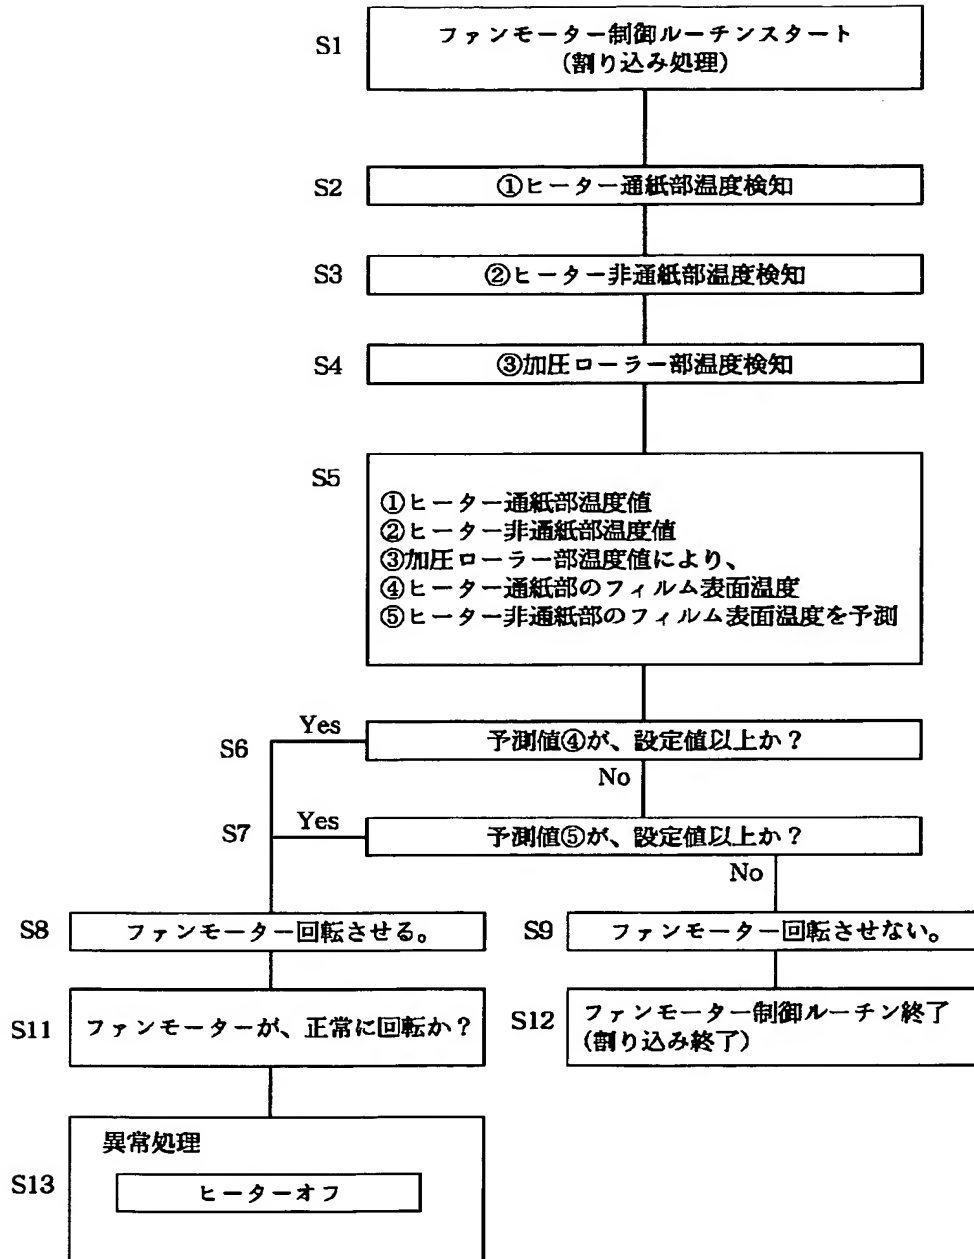 S1
ファンモーター制御ルーチンスタート
(割り込み処理)
S2
①ヒーター通紙部温度検知
S3
②ヒーター非通紙部温度検知
S4
③加圧ローラー部温度検知
S5
①ヒーター通紙部温度値
②ヒーター非通紙部温度値
③加圧ローラー部温度値により、
④ヒーター通紙部のフィルム表面温度
⑤ヒーター非通紙部のフィルム表面温度を予測
S6
Yes
予測値④が、設定値以上か？
No
S7
Yes
予測値⑤が、設定値以上か？
No
S8
ファンモーター回転させる。
S9
ファンモーター回転させない。
S11
ファンモーターが、正常に回転か？
S12
ファンモーター制御ルーチン終了
(割り込み終了)
S13
異常処理
ヒーターオフ